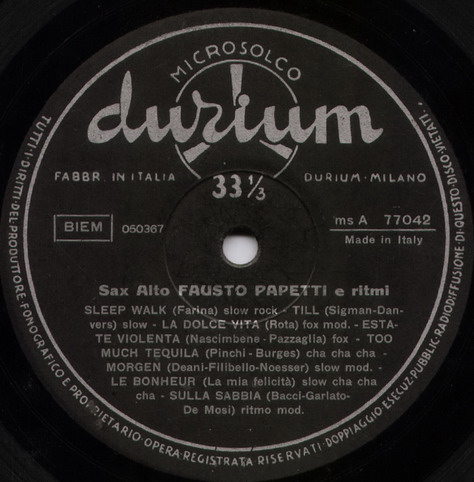 MICROSOLCO
durium
FABBR. IN ITALIA
DURIUM - MILANO
33 1/3
BIEM
050367
ms A 77042
Made in Italy
Sax Alto FAUSTO PAPETTI e ritmi
SLEEP WALK (Farina) slow rock - TILL (Sigman-Dan-
vers) slow - LA DOLCE VITA (Rota) fox mod. - ESTA-
TE VIOLENTA (Nascimbene - Pazzaglia) fox - TOO
MUCH TEQUILA (Pinchi - Burges) cha cha cha -
MORGEN (Deani-Filibello-Noesser) slow mod. -
LE BONHEUR (La mia felicità) slow cha cha
cha - SULLA SABBIA (Bacci-Garlato-
De Mosi) ritmo mod.
TUTTI·I·DIRITTI·DEL·PRODUTTORE·FONOGRAFICO·E·PROPRIETARIO·OPERA·REGISTRATA·RISERVATI·DOPPIAGGIO·ESECUZ·PUBBLIC·RADIODIFFUSIONE·DI·QUESTO·DISCO·VIETATI·